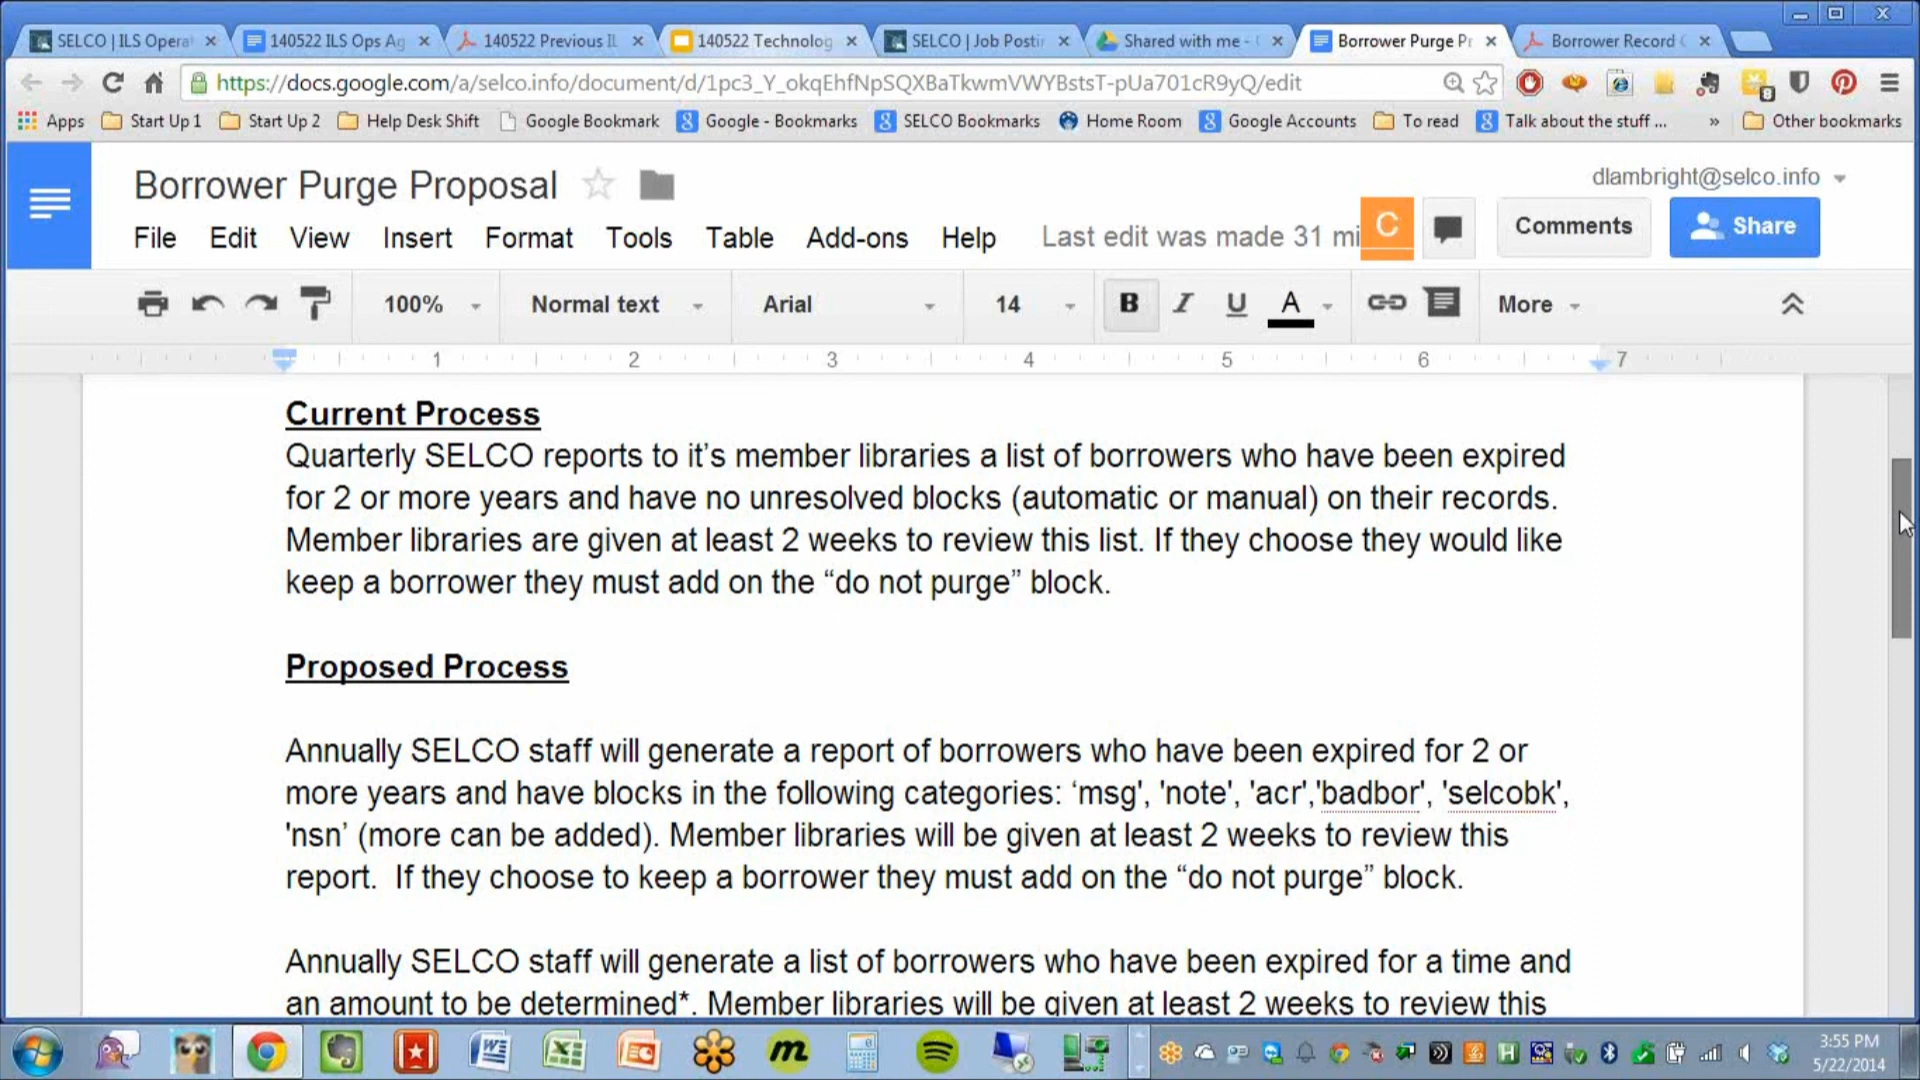 SELCO | ILS Opera
140522 ILS Ops Ag
140522 Previous IL
140522 Technolog
SELCO | Job Postin
Shared with me -
Borrower Purge Pr
Borrower Record
https://docs.google.com/a/selco.info/document/d/1pc3_Y_okqEhfNpSQXBaTkwmVWYBstsT-pUa701cR9yQ/edit
8
Apps
Start Up 1
Start Up 2
Help Desk Shift
Google Bookmark
Google - Bookmarks
SELCO Bookmarks
Home Room
Google Accounts
To read
Talk about the stuff ...
»
Other bookmarks
Borrower Purge Proposal
dlambright@selco.info
File Edit View Insert Format Tools Table Add-ons Help
Last edit was made 31 mi
C
Comments
Share
100%
Normal text
Arial
14
B
I
U
A
More
1 2 3 4 5 6 7
Current Process
Quarterly SELCO reports to it’s member libraries a list of borrowers who have been expired
for 2 or more years and have no unresolved blocks (automatic or manual) on their records.
Member libraries are given at least 2 weeks to review this list. If they choose they would like
keep a borrower they must add on the “do not purge” block.
Proposed Process
Annually SELCO staff will generate a report of borrowers who have been expired for 2 or
more years and have blocks in the following categories: ‘msg', 'note', 'acr','badbor', 'selcobk',
'nsn’ (more can be added). Member libraries will be given at least 2 weeks to review this
report.  If they choose to keep a borrower they must add on the “do not purge” block.
Annually SELCO staff will generate a list of borrowers who have been expired for a time and
an amount to be determined*. Member libraries will be given at least 2 weeks to review this
3:55 PM
5/22/2014